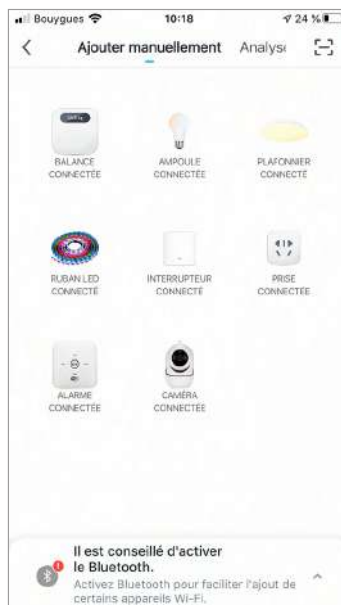 Bouygues 10:18 24 %
Ajouter manuellement Analyse
BALANCE
CONNECTÉE
AMPOULE
CONNECTÉE
PLAFONNIER
CONNECTÉ
RUBAN LED
CONNECTÉ
INTERRUPTEUR
CONNECTÉ
PRISE
CONNECTÉE
ALARME
CONNECTÉE
CAMÉRA
CONNECTÉE
Il est conseillé d'activer
le Bluetooth.
Activez Bluetooth pour faciliter l'ajout de
certains appareils Wi-Fi.